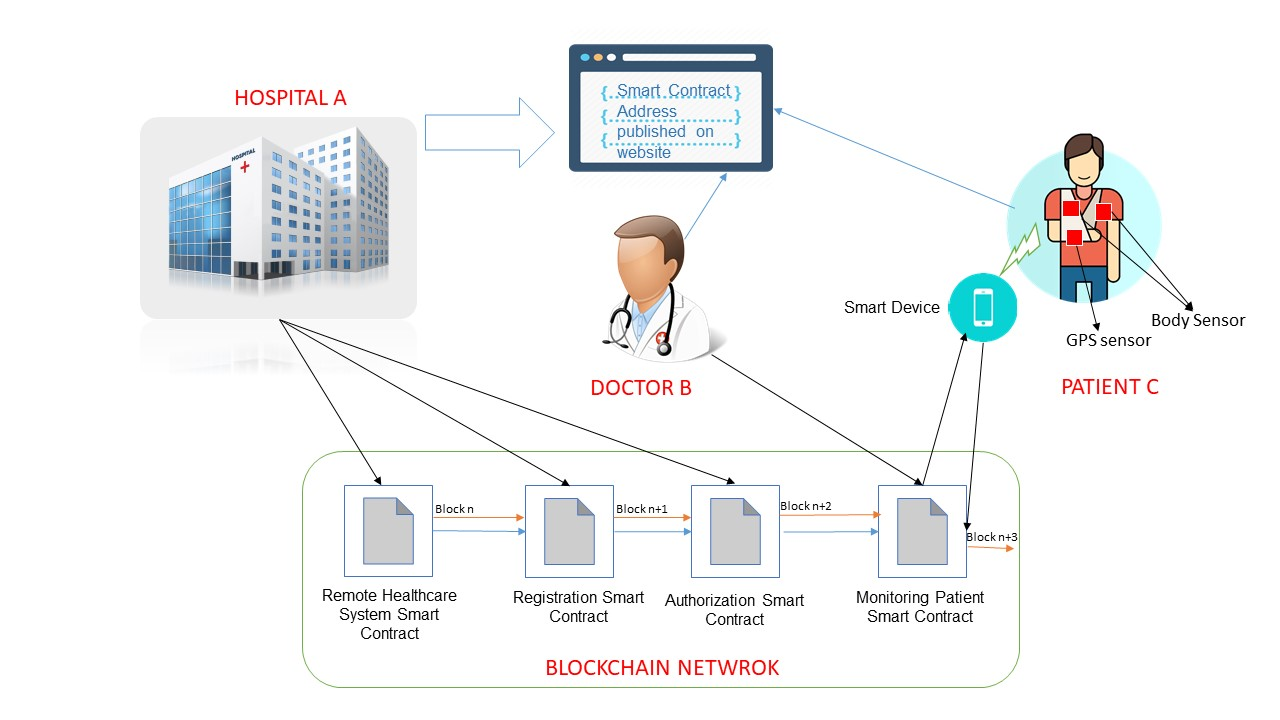 HOSPITAL A
HOSPITAL
Smart Contract
Address
published on
website
Smart Device
Body Sensor
GPS sensor
DOCTOR B
PATIENT C
Block n
Block n+1
Block n+2
Block n+3
Remote Healthcare
System Smart
Contract
Registration Smart
Contract
Authorization Smart
Contract
Monitoring Patient
Smart Contract
BLOCKCHAIN NETWROK